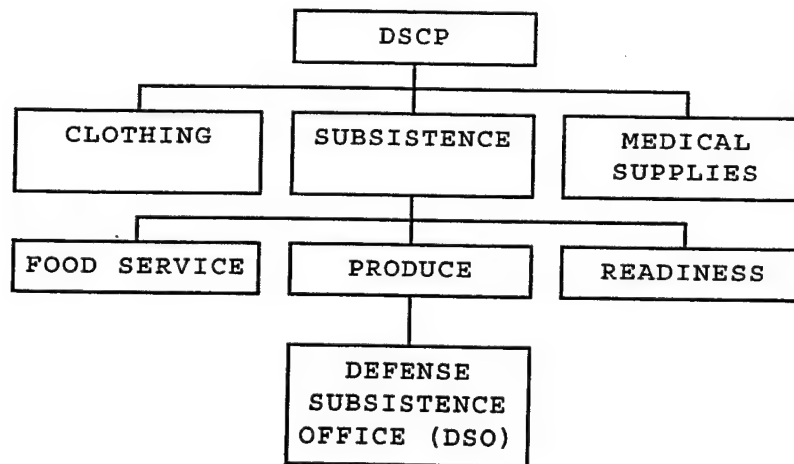 DSCP
CLOTHING
SUBSISTENCE
MEDICAL
SUPPLIES
FOOD SERVICE
PRODUCE
READINESS
DEFENSE
SUBSISTENCE
OFFICE (DSO)